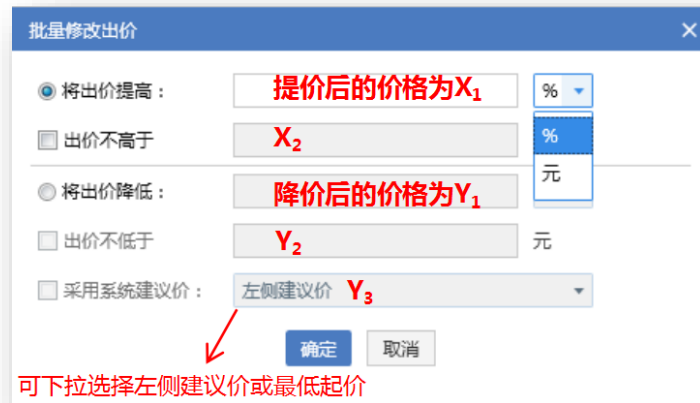 批量修改出价 ×
将出价提高： 提价后的价格为X₁ %
出价不高于 X₂ %
元
将出价降低： 降价后的价格为Y₁
出价不低于 Y₂ 元
采用系统建议价： 左侧建议价 Y₃
确定 取消
可下拉选择左侧建议价或最低起价